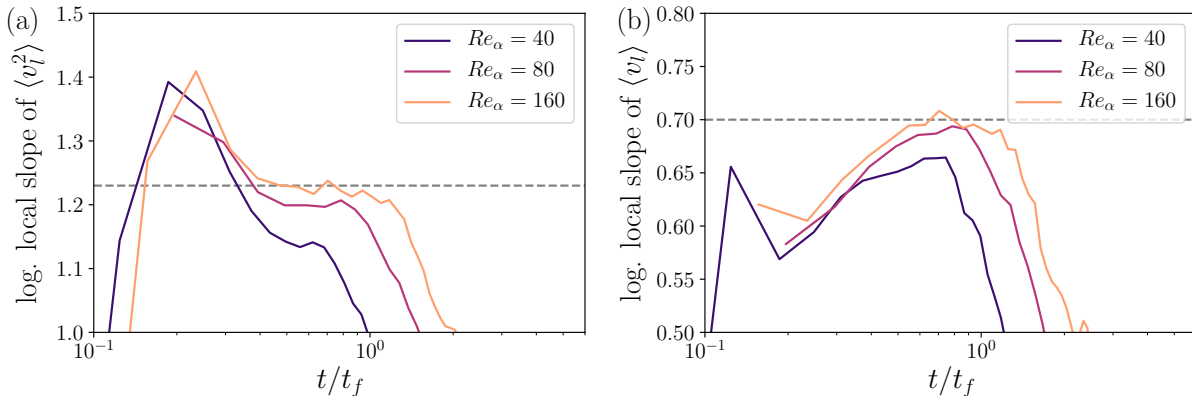 (a)
log. local slope of ⟨v_l^2⟩
1.5
1.4
1.3
1.2
1.1
1.0
10^{-1}
10^0
t/t_f
Re_α = 40
Re_α = 80
Re_α = 160
(b)
log. local slope of ⟨v_l⟩
0.80
0.75
0.70
0.65
0.60
0.55
0.50
10^{-1}
10^0
t/t_f
Re_α = 40
Re_α = 80
Re_α = 160